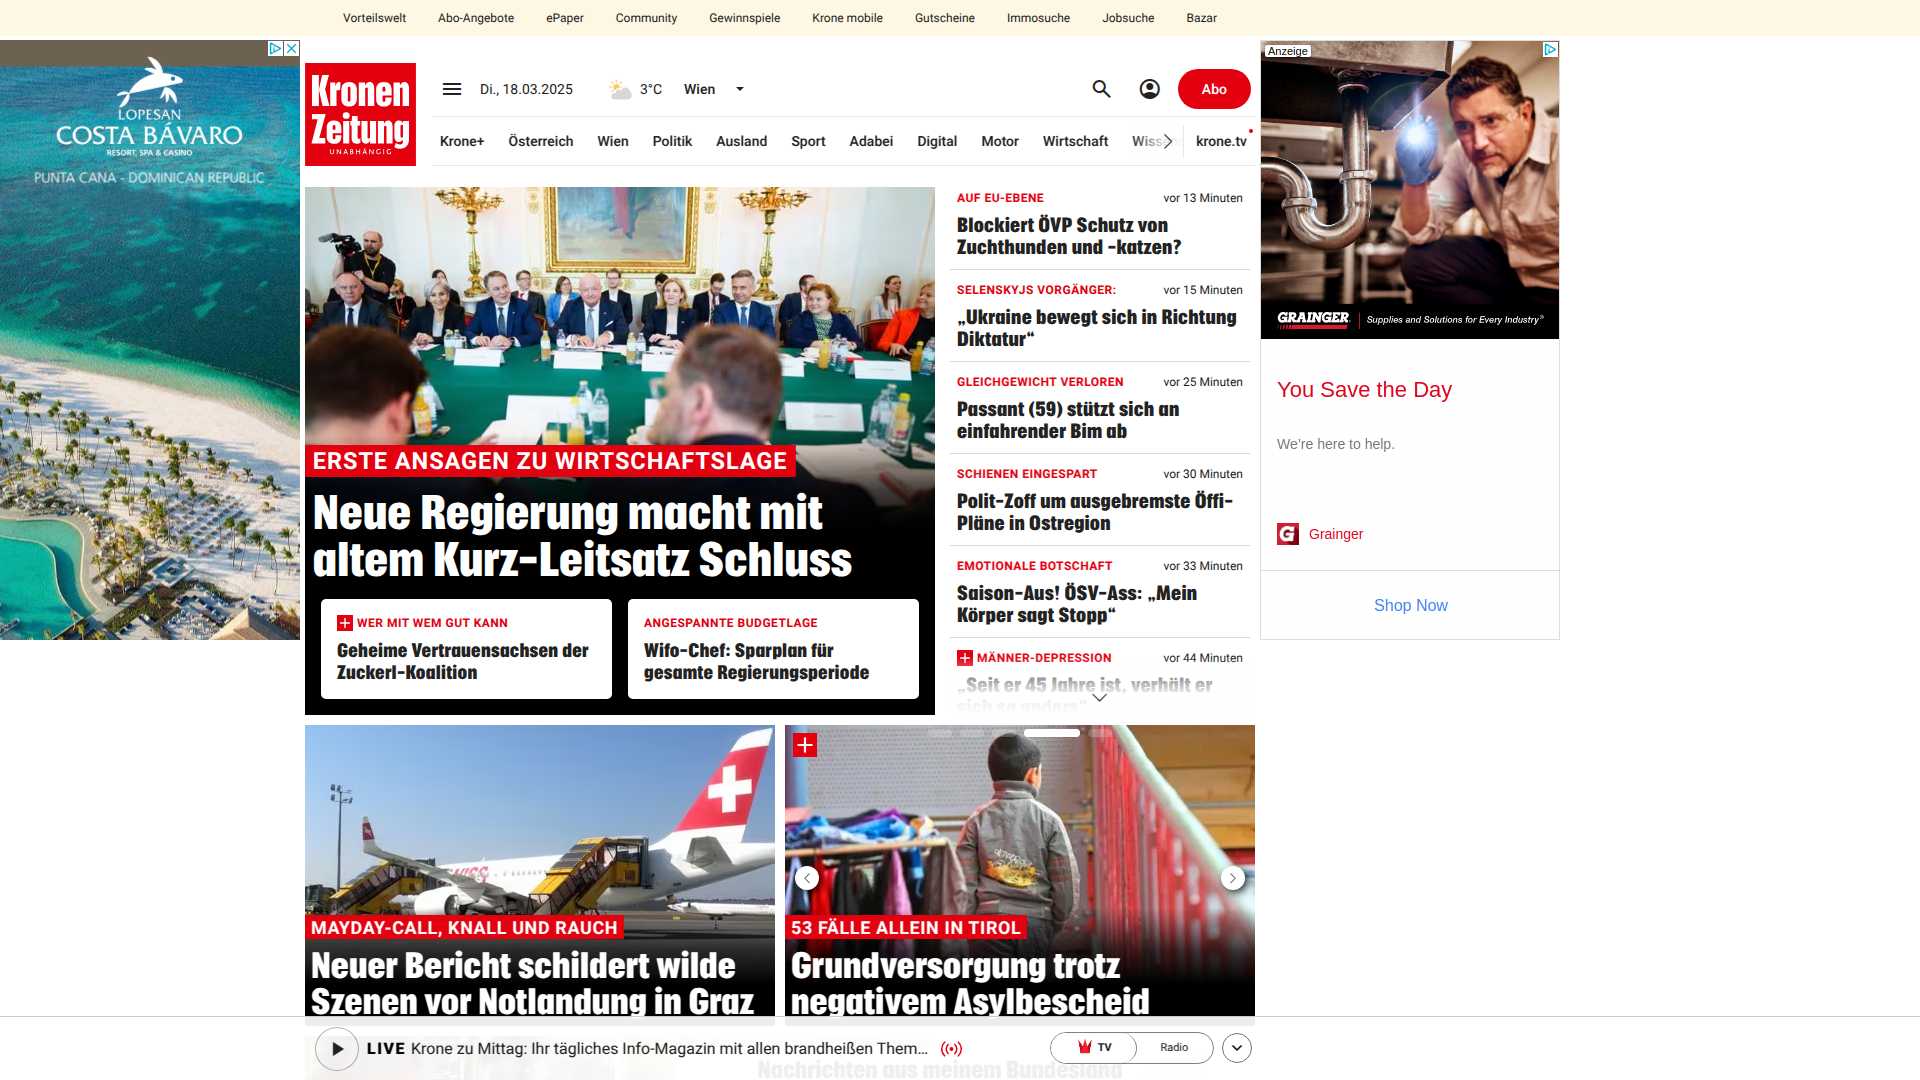 Vorteilswelt Abo-Angebote ePaper Community Gewinnspiele Krone mobile Gutscheine Immosuche Jobsuche Bazar
LOPESAN
COSTA BÁVARO
RESORT, SPA & CASINO
PUNTA CANA - DOMINICAN REPUBLIC
Kronen
Zeitung
UNABHÄNGIG
Di., 18.03.2025 3°C Wien
Abo
Krone+ Österreich Wien Politik Ausland Sport Adabei Digital Motor Wirtschaft krone.tv
ERSTE ANSAGEN ZU WIRTSCHAFTSLAGE
Neue Regierung macht mit
altem Kurz-Leitsatz Schluss
WER MIT WEM GUT KANN
Geheime Vertrauensachsen der
Zuckerl-Koalition
ANGESPANNTE BUDGETLAGE
Wifo-Chef: Sparplan für
gesamte Regierungsperiode
AUF EU-EBENE vor 13 Minuten
Blockiert ÖVP Schutz von
Zuchthunden und -katzen?
SELENSKYJS VORGÄNGER: vor 15 Minuten
„Ukraine bewegt sich in Richtung
Diktatur“
GLEICHGEWICHT VERLOREN vor 25 Minuten
Passant (59) stützt sich an
einfahrender Bim ab
SCHIENEN EINGESPART vor 30 Minuten
Polit-Zoff um ausgebremste Öffi-
Pläne in Ostregion
EMOTIONALE BOTSCHAFT vor 33 Minuten
Saison-Aus! ÖSV-Ass: „Mein
Körper sagt Stopp“
MÄNNER-DEPRESSION vor 44 Minuten
„Seit er 45 Jahre ist, verhält er
sich so anders“
Anzeige
GRAINGER Supplies and Solutions for Every Industry®
You Save the Day
We're here to help.
G Grainger
Shop Now
MAYDAY-CALL, KNALL UND RAUCH
Neuer Bericht schildert wilde
Szenen vor Notlandung in Graz
53 FÄLLE ALLEIN IN TIROL
Grundversorgung trotz
negativem Asylbescheid
LIVE Krone zu Mittag: Ihr tägliches Info-Magazin mit allen brandheißen Them... TV Radio
Nachrichten aus meinem Bundesland